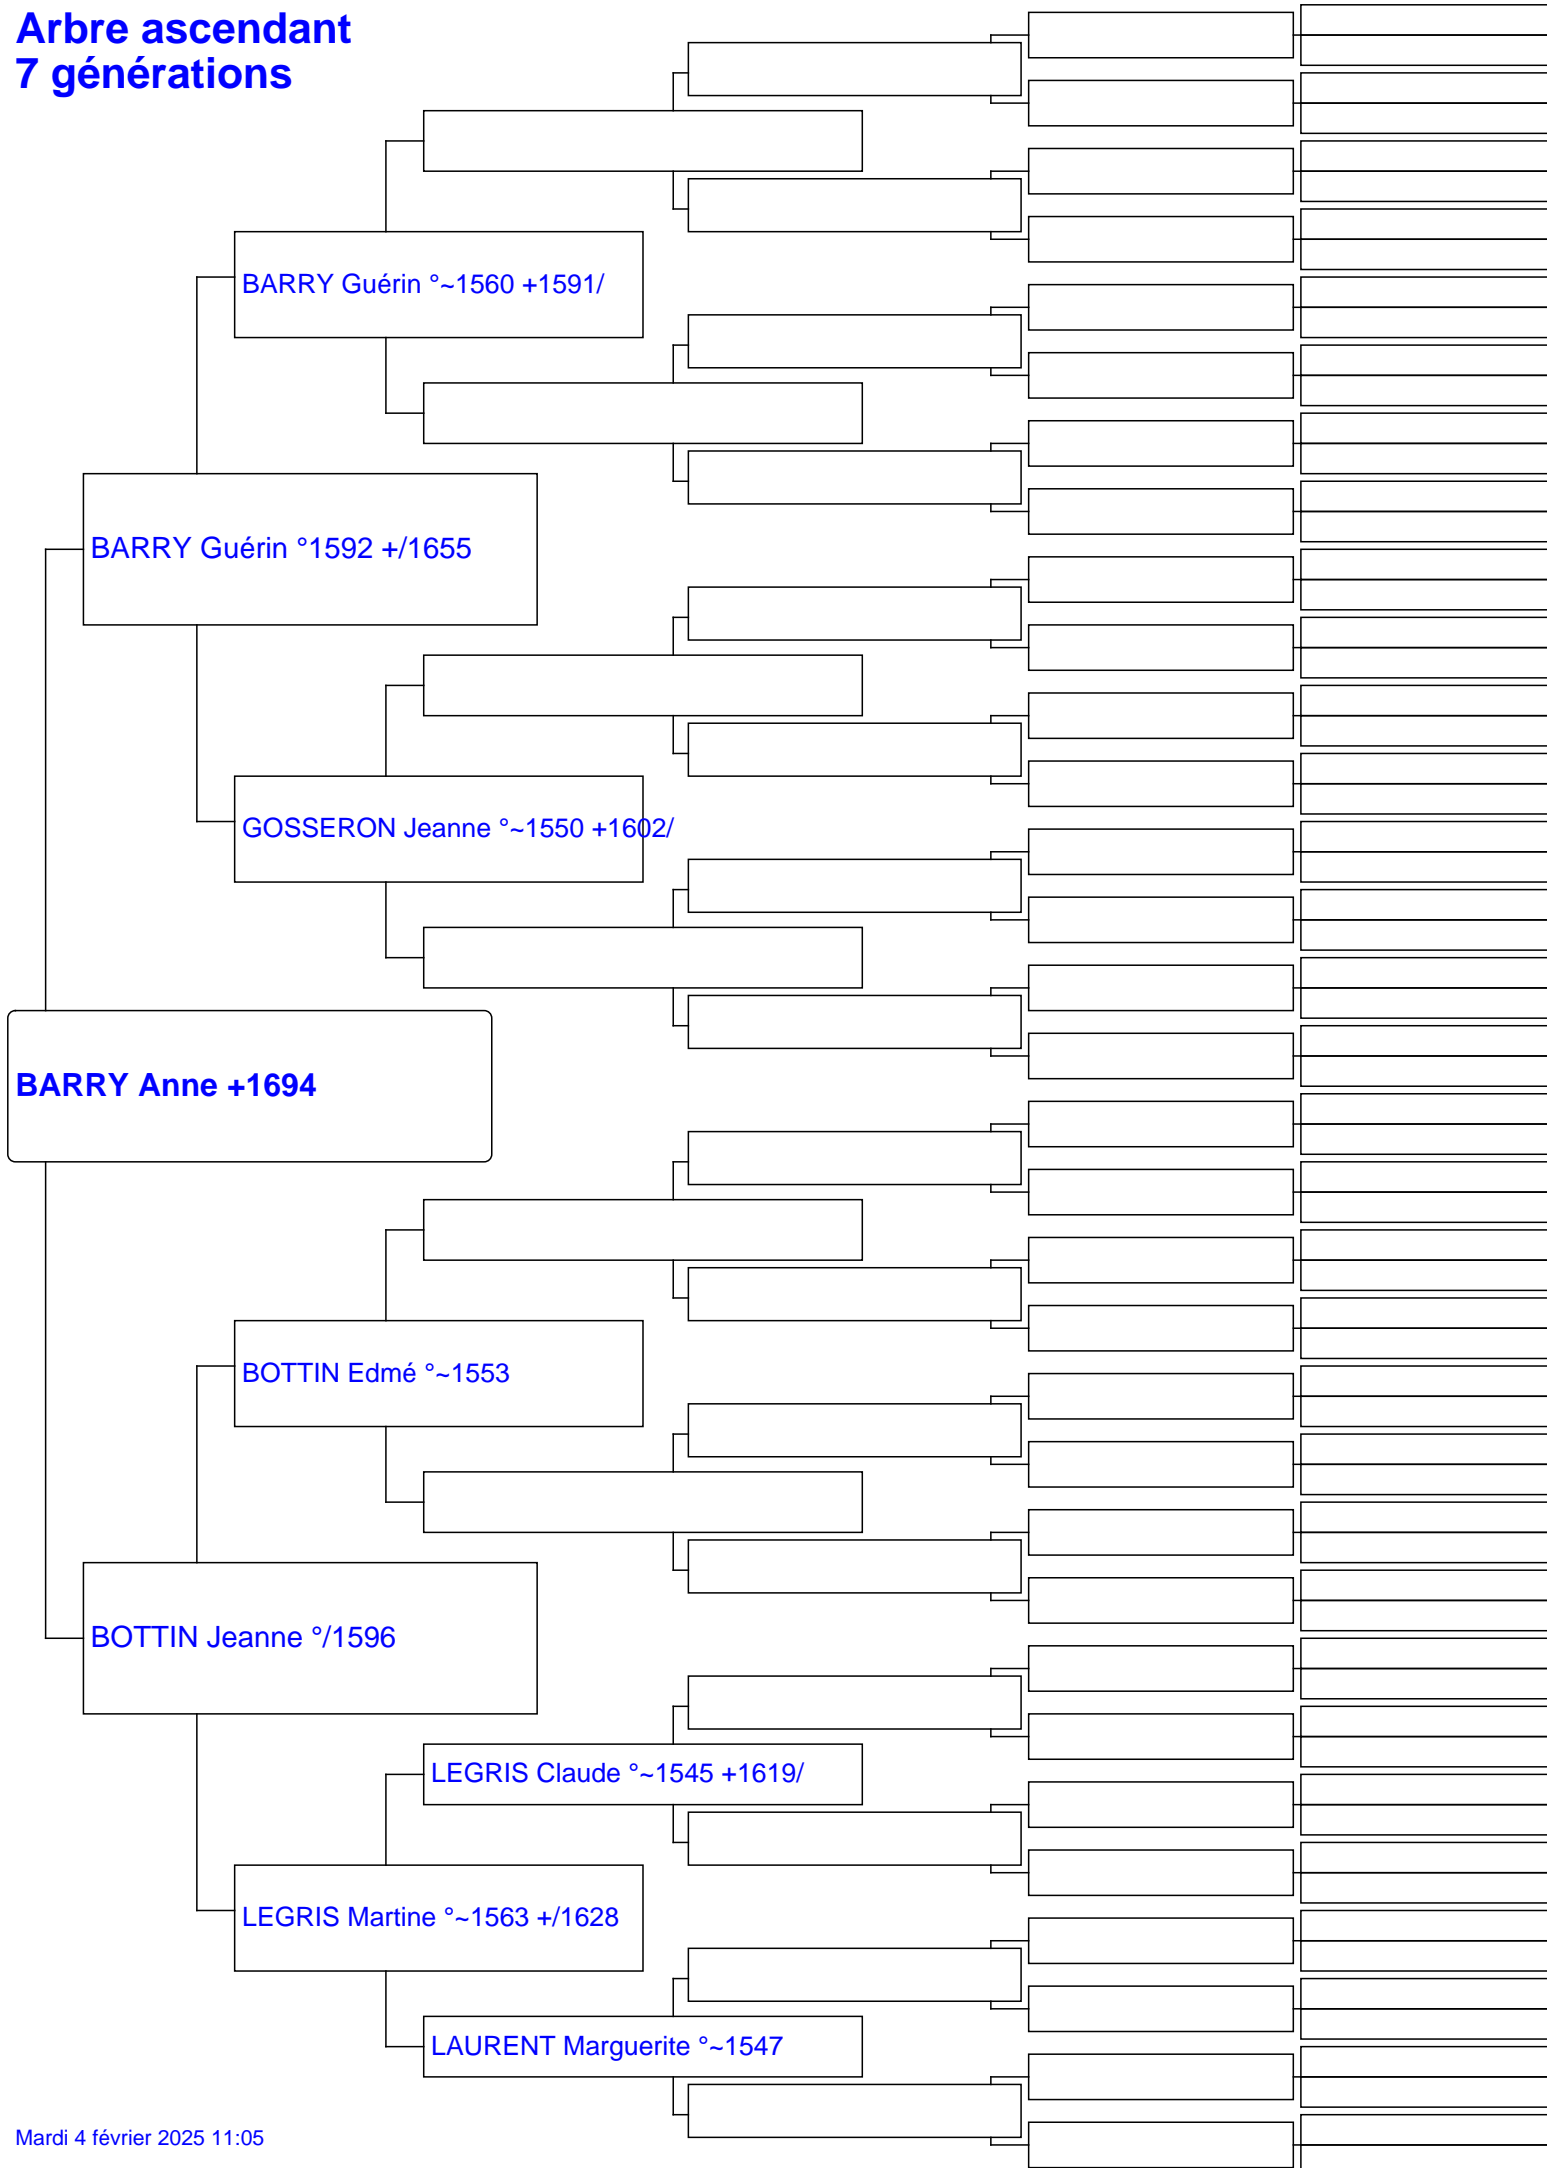 Arbre ascendant
7 générations
BARRY Guérin °~1560 +1591/
BARRY Guérin °1592 +/1655
GOSSERON Jeanne °~1550 +1602/
BARRY Anne +1694
BOTTIN Edmé °~1553
BOTTIN Jeanne °/1596
LEGRIS Claude °~1545 +1619/
LEGRIS Martine °~1563 +/1628
LAURENT Marguerite °~1547
Mardi 4 février 2025 11:05